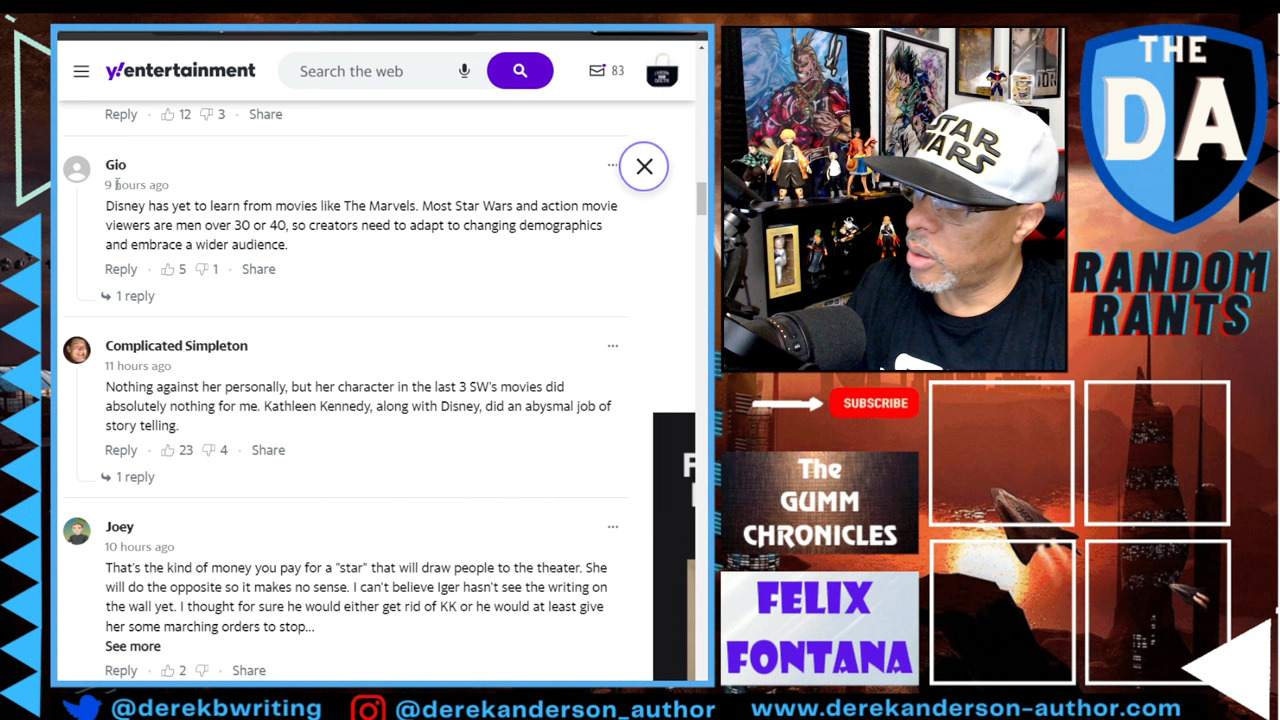 y!entertainment
Search the web
83
Reply · 12 3 · Share
Gio
9 hours ago
Disney has yet to learn from movies like The Marvels. Most Star Wars and action movie
viewers are men over 30 or 40, so creators need to adapt to changing demographics
and embrace a wider audience.
Reply · 5 1 · Share
1 reply
Complicated Simpleton
11 hours ago
Nothing against her personally, but her character in the last 3 SW's movies did
absolutely nothing for me. Kathleen Kennedy, along with Disney, did an abysmal job of
story telling.
Reply · 23 4 · Share
1 reply
Joey
10 hours ago
That's the kind of money you pay for a "star" that will draw people to the theater. She
will do the opposite so it makes no sense. I can't believe Iger hasn't see the writing on
the wall yet. I thought for sure he would either get rid of KK or he would at least give
her some marching orders to stop...
See more
Reply · 2 · Share
STAR
WARS
THE
DA
RANDOM
RANTS
SUBSCRIBE
The
GUMM
CHRONICLES
FELIX
FONTANA
@derekbwriting
@derekanderson_author
www.derekanderson-author.com